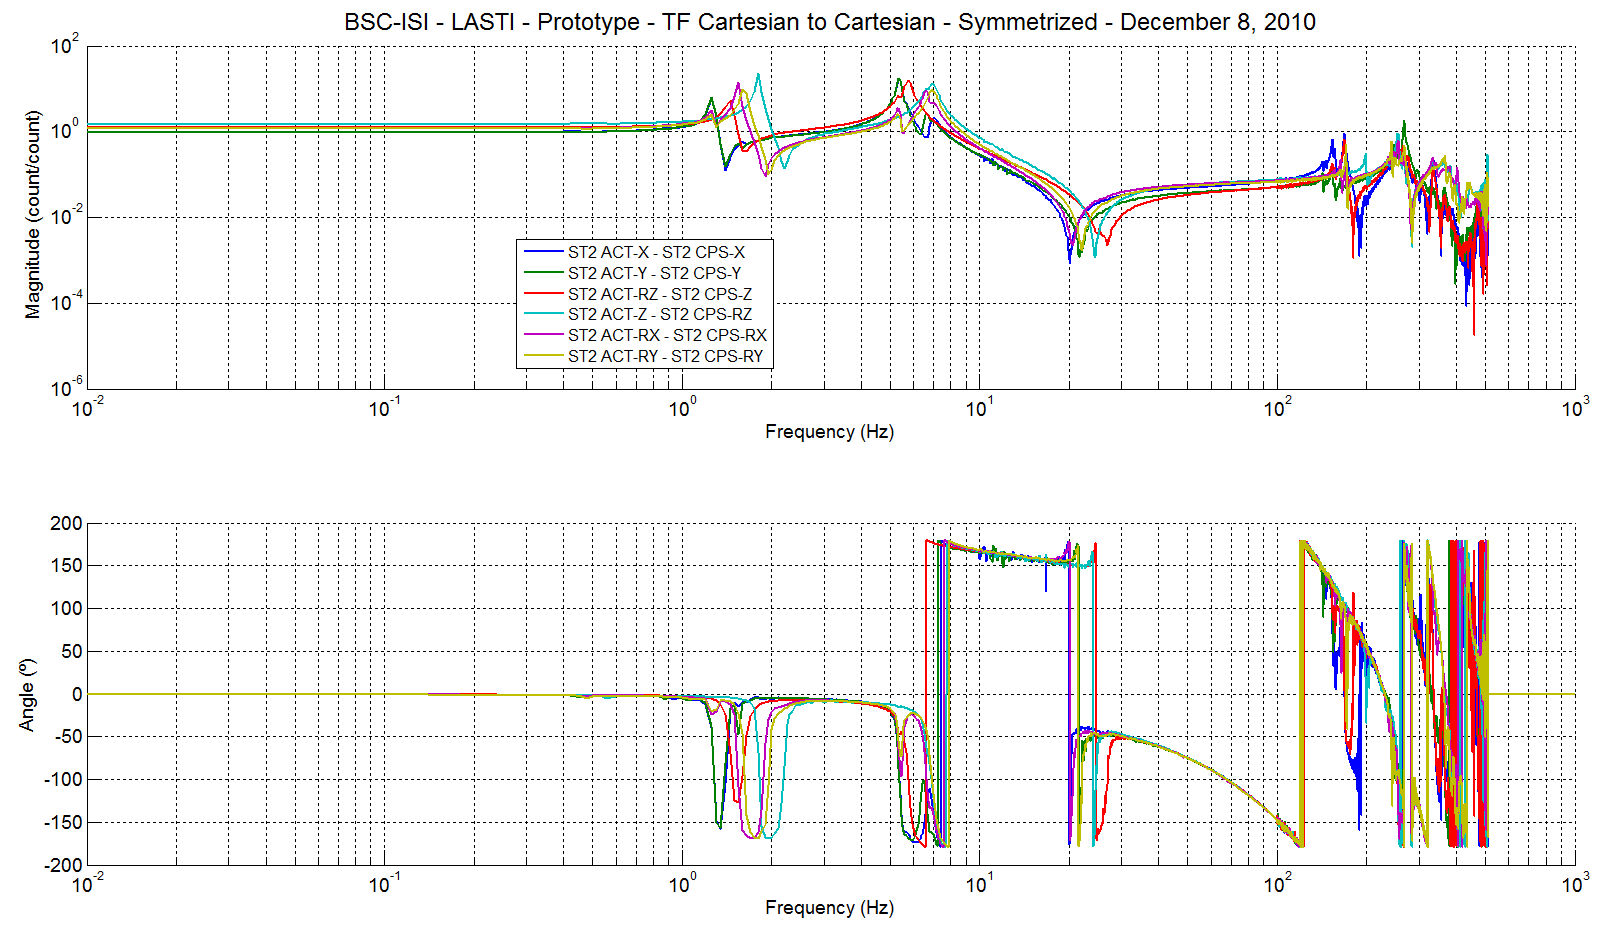 BSC-ISI - LASTI - Prototype - TF Cartesian to Cartesian - Symmetrized - December 8, 2010
10^2
10^0
10^-2
10^-4
10^-6
Magnitude (count/count)
ST2 ACT-X - ST2 CPS-X
ST2 ACT-Y - ST2 CPS-Y
ST2 ACT-RZ - ST2 CPS-Z
ST2 ACT-Z - ST2 CPS-RZ
ST2 ACT-RX - ST2 CPS-RX
ST2 ACT-RY - ST2 CPS-RY
10^-2 10^-1 10^0 10^1 10^2 10^3
Frequency (Hz)
200
150
100
50
0
-50
-100
-150
-200
Angle (º)
10^-2 10^-1 10^0 10^1 10^2 10^3
Frequency (Hz)